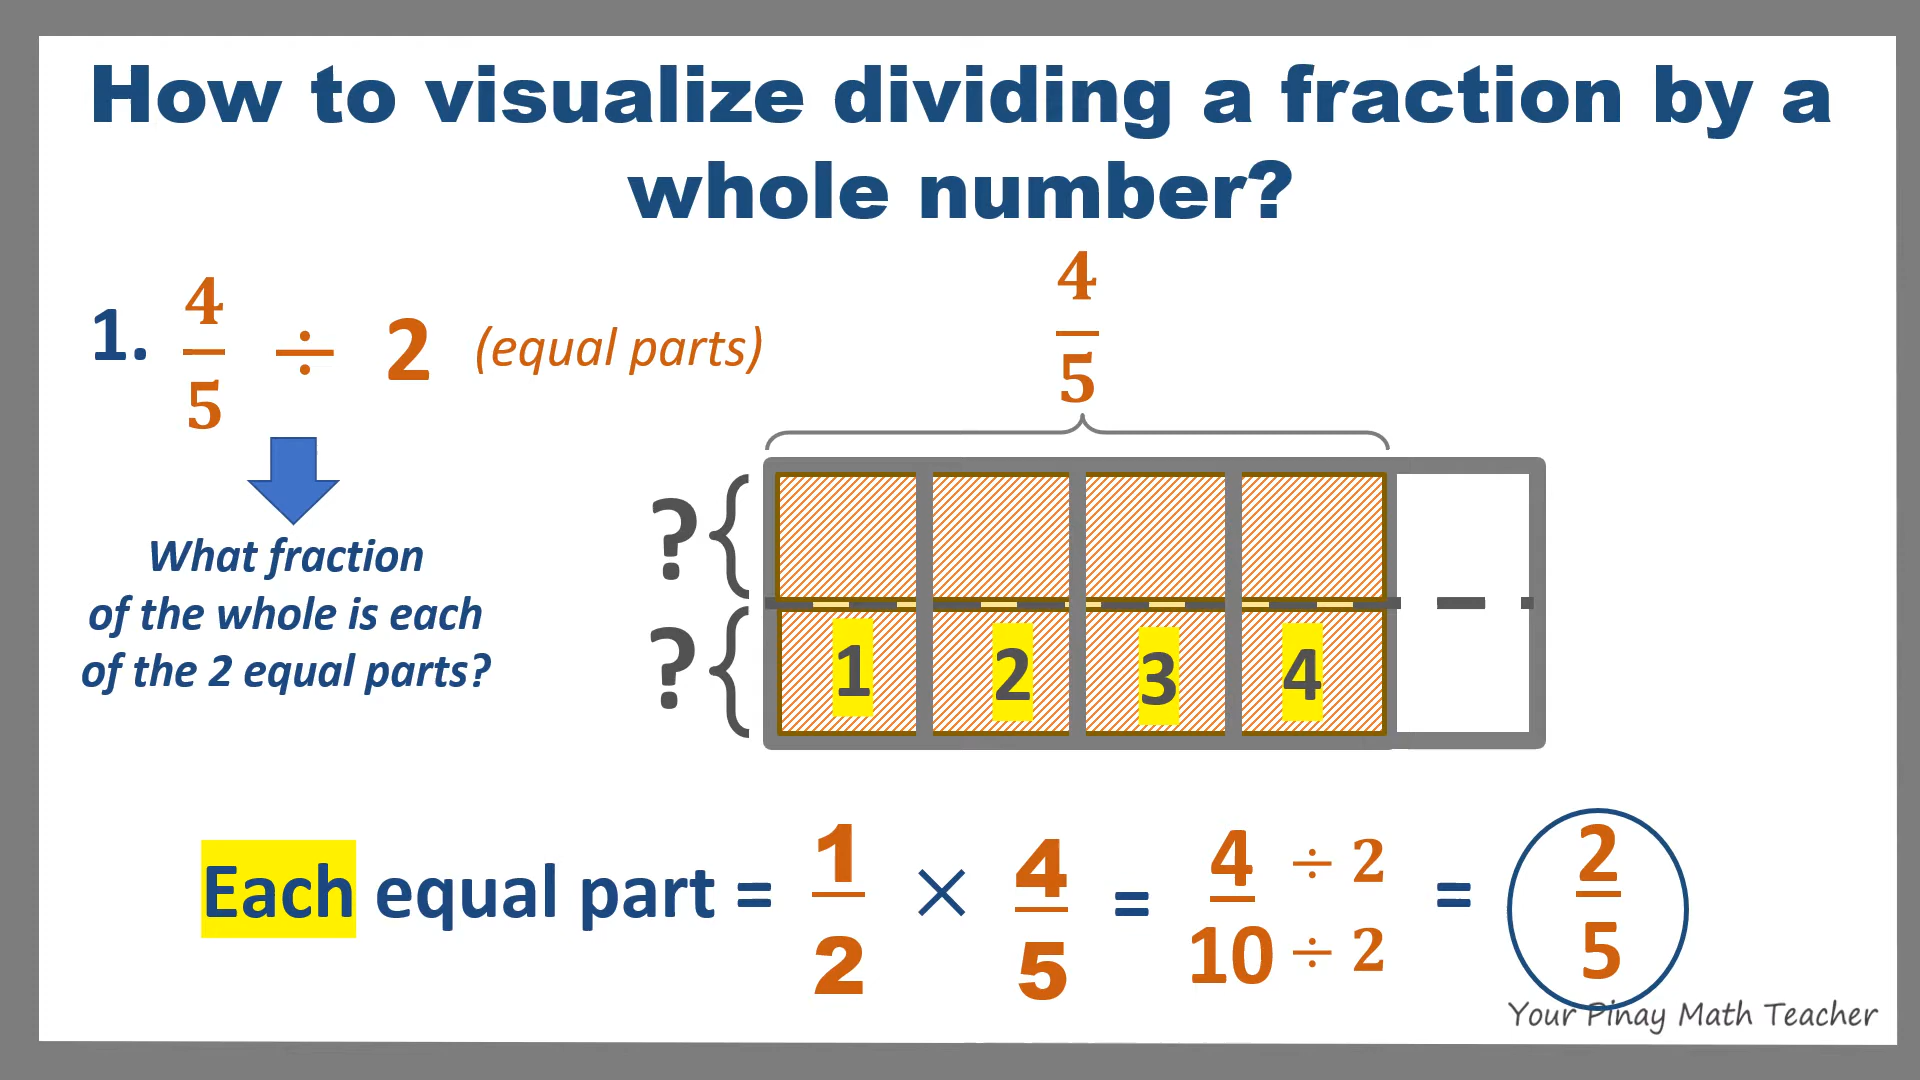 How to visualize dividing a fraction by a
whole number?
1. 4/5 ÷ 2 (equal parts)
4/5
What fraction
of the whole is each
of the 2 equal parts?
?
?
1 2 3 4
Each equal part = 1/2 × 4/5 = 4 ÷ 2/10 ÷ 2 = 2/5
Your Pinay Math Teacher